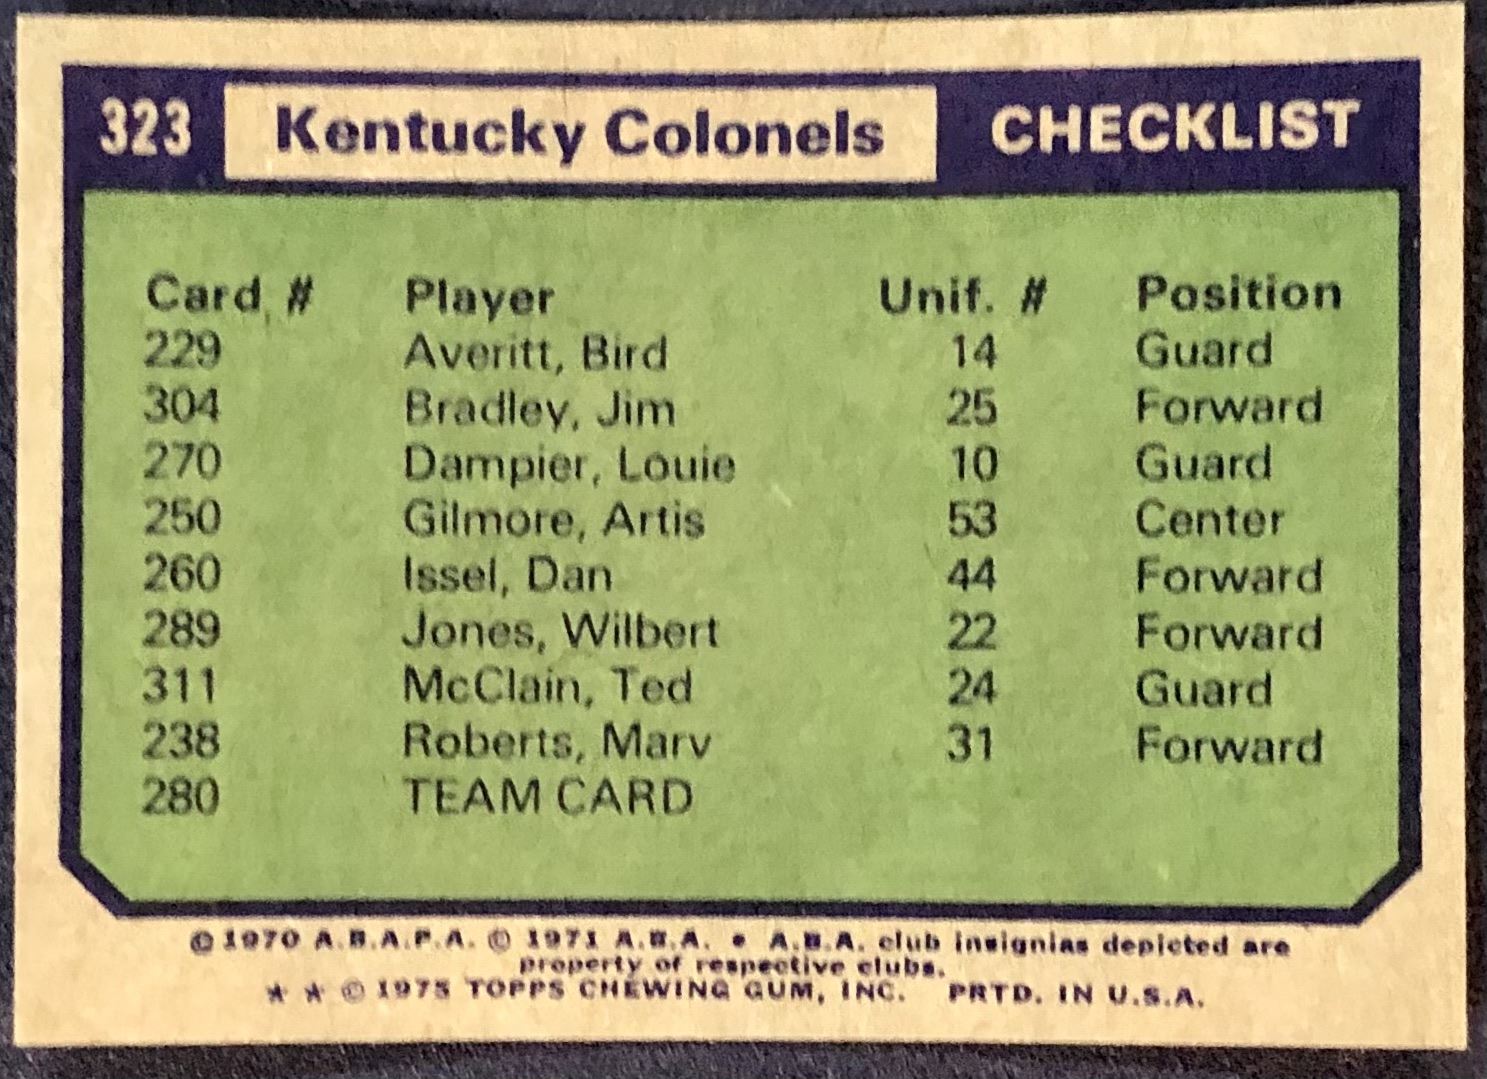 323 Kentucky Colonels CHECKLIST
Card # Player Unif. # Position
229 Averitt, Bird 14 Guard
304 Bradley, Jim 25 Forward
270 Dampier, Louie 10 Guard
250 Gilmore, Artis 53 Center
260 Issel, Dan 44 Forward
289 Jones, Wilbert 22 Forward
311 McClain, Ted 24 Guard
238 Roberts, Marv 31 Forward
280 TEAM CARD
© 1970 A.B.A.P.A. © 1971 A.B.A. • A.B.A. club insignias depicted are
property of respective clubs.
★ ★ © 1975 TOPPS CHEWING GUM, INC. PRTD. IN U.S.A.